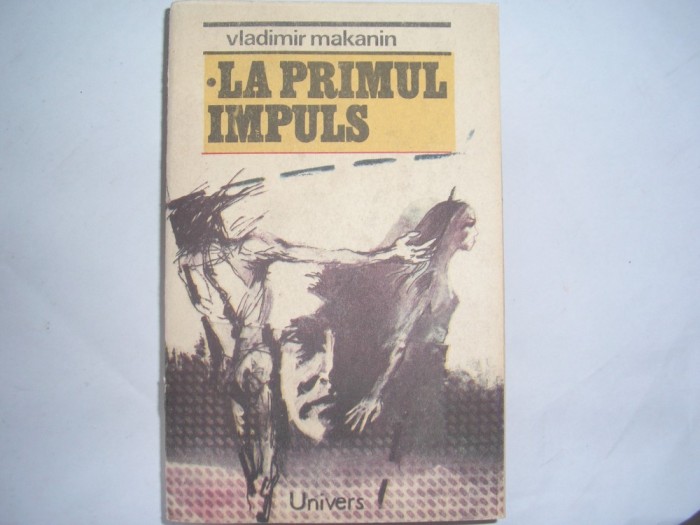 vladimir makanin
LA PRIMUL
IMPULS
Univers